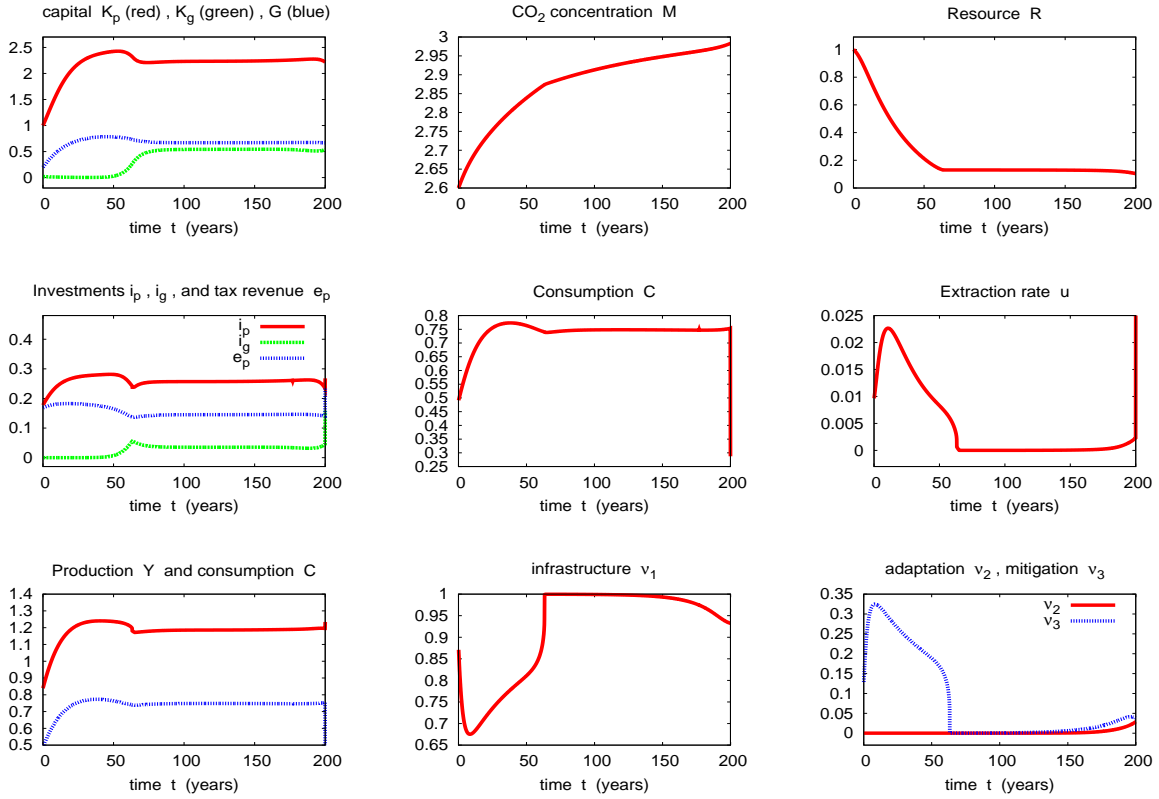 capital K_p (red) , K_g (green) , G (blue)
2.5
2
1.5
1
0.5
0
0 50 100 150 200
time t (years)
CO_2 concentration M
3
2.95
2.9
2.85
2.8
2.75
2.7
2.65
2.6
0 50 100 150 200
time t (years)
Resource R
1
0.8
0.6
0.4
0.2
0
0 50 100 150 200
time t (years)
Investments i_p , i_g , and tax revenue e_p
i_p
i_g
e_p
0.4
0.3
0.2
0.1
0
0 50 100 150 200
time t (years)
Consumption C
0.8
0.75
0.7
0.65
0.6
0.55
0.5
0.45
0.4
0.35
0.3
0.25
0 50 100 150 200
time t (years)
Extraction rate u
0.025
0.02
0.015
0.01
0.005
0
0 50 100 150 200
time t (years)
Production Y and consumption C
1.4
1.3
1.2
1.1
1
0.9
0.8
0.7
0.6
0.5
0 50 100 150 200
time t (years)
infrastructure ν_1
1
0.95
0.9
0.85
0.8
0.75
0.7
0.65
0 50 100 150 200
time t (years)
adaptation ν_2 , mitigation ν_3
ν_2
ν_3
0.35
0.3
0.25
0.2
0.15
0.1
0.05
0
0 50 100 150 200
time t (years)